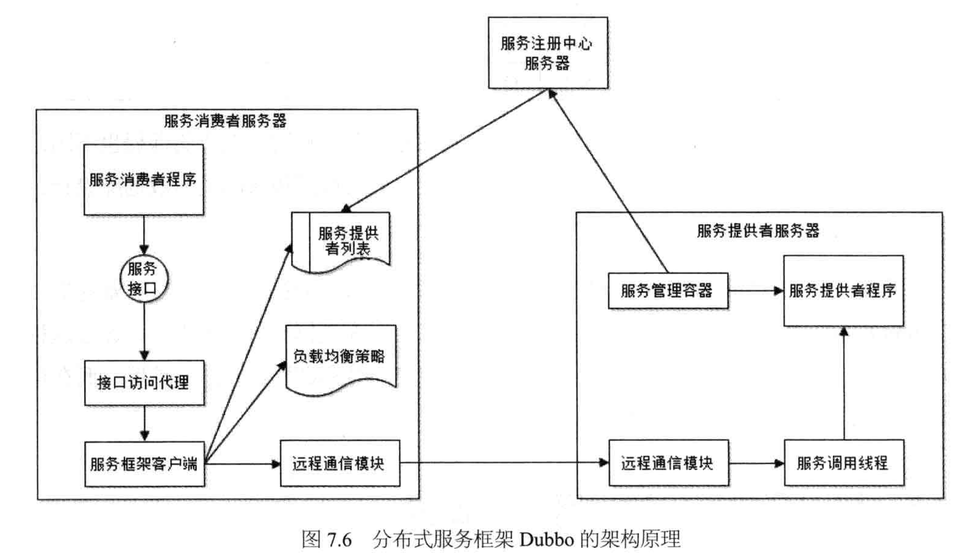 服务注册中心
服务器
服务消费者服务器
服务消费者程序
服务
接口
服务提供
者列表
负载均衡策略
接口访问代理
服务框架客户端
远程通信模块
服务提供者服务器
服务管理容器
服务提供者程序
远程通信模块
服务调用线程
图 7.6 分布式服务框架 Dubbo 的架构原理